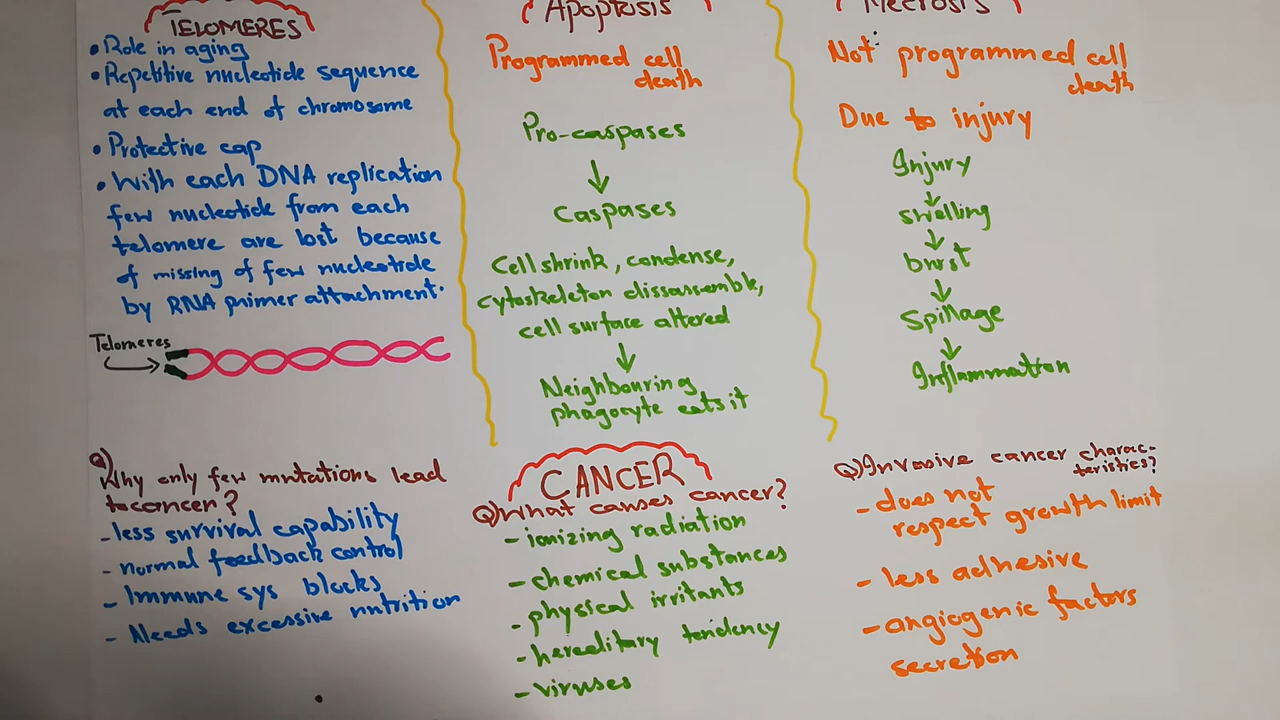 TELOMERES
• Role in aging
• Repetitive nucleotide sequence
at each end of chromosome
• Protective cap
• With each DNA replication
few nucleotide from each
telomere are lost because
of missing of few nucleotide
by RNA primer attachment.
Telomeres
Apoptosis
Programmed cell
death
Pro-caspases
Caspases
Cell shrink, condense,
cytoskeleton dissassemble,
cell surface altered
Neighbouring
phagocyte eats it
Necrosis
Not programmed cell
death
Due to injury
Injury
swelling
burst
Spillage
Inflammation
Q) Why only few mutations lead
to cancer?
- less survival capability
- normal feedback control
- Immune sys blocks
- Needs excessive nutrition
CANCER
Q) What causes cancer?
- ionizing radiation
- chemical substances
- physical irritants
- hereditary tendency
- viruses
Q) Invasive cancer charac-
teristics?
- does not
respect growth limit
- less adhesive
- angiogenic factors
secretion